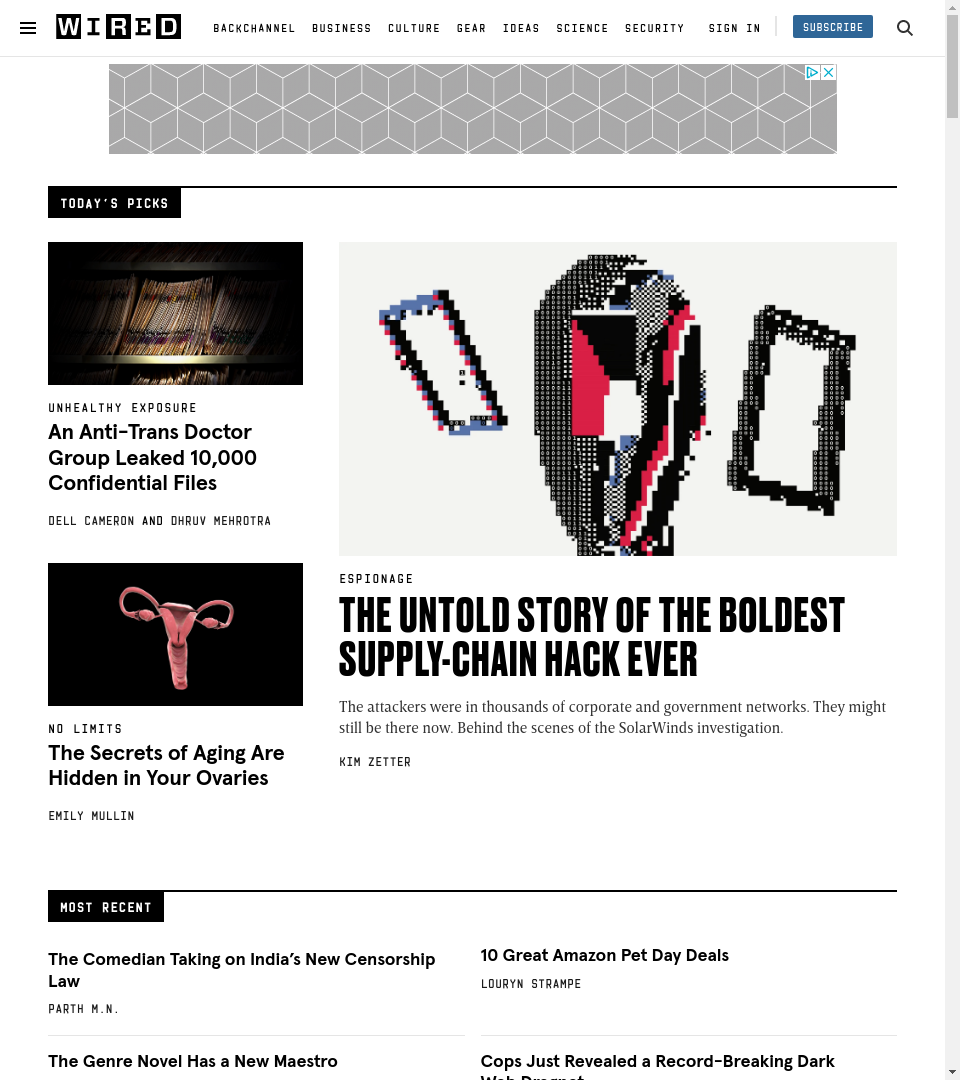 WIRED
BACKCHANNEL BUSINESS CULTURE GEAR IDEAS SCIENCE SECURITY SIGN IN SUBSCRIBE
TODAY'S PICKS
UNHEALTHY EXPOSURE
An Anti-Trans Doctor
Group Leaked 10,000
Confidential Files
DELL CAMERON AND DHRUV MEHROTRA
NO LIMITS
The Secrets of Aging Are
Hidden in Your Ovaries
EMILY MULLIN
ESPIONAGE
THE UNTOLD STORY OF THE BOLDEST
SUPPLY-CHAIN HACK EVER
The attackers were in thousands of corporate and government networks. They might
still be there now. Behind the scenes of the SolarWinds investigation.
KIM ZETTER
MOST RECENT
The Comedian Taking on India’s New Censorship
Law
PARTH M.N.
10 Great Amazon Pet Day Deals
LOURYN STRAMPE
The Genre Novel Has a New Maestro
Cops Just Revealed a Record-Breaking Dark
Web Dragnet